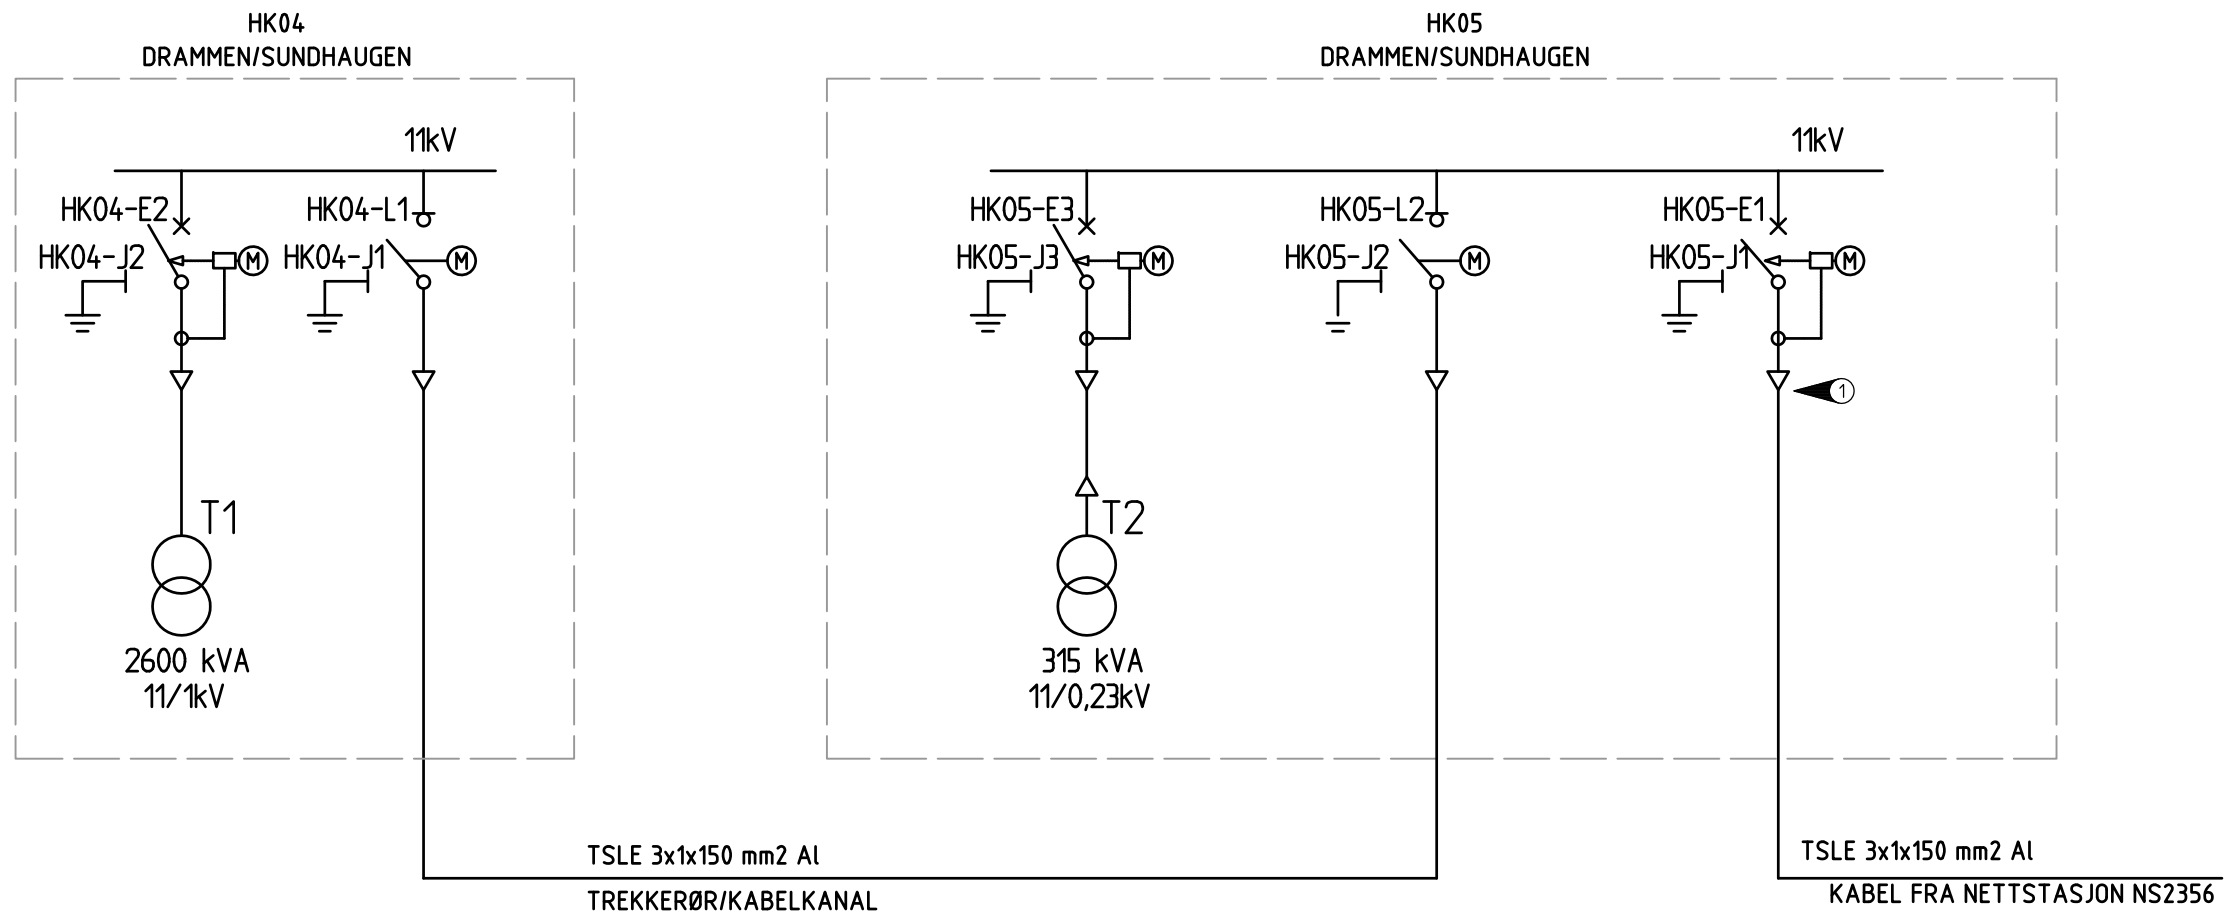 HK04
DRAMMEN/SUNDHAUGEN
11kV
HK04-E2
HK04-L1
HK04-J2
M
HK04-J1
M
T1
2600 kVA
11/1kV
HK05
DRAMMEN/SUNDHAUGEN
11kV
HK05-E3
HK05-L2
HK05-E1
HK05-J3
M
HK05-J2
M
HK05-J1
M
1
T2
315 kVA
11/0,23kV
TSLE 3x1x150 mm2 Al
TREKKERØR/KABELKANAL
TSLE 3x1x150 mm2 Al
KABEL FRA NETTSTASJON NS2356